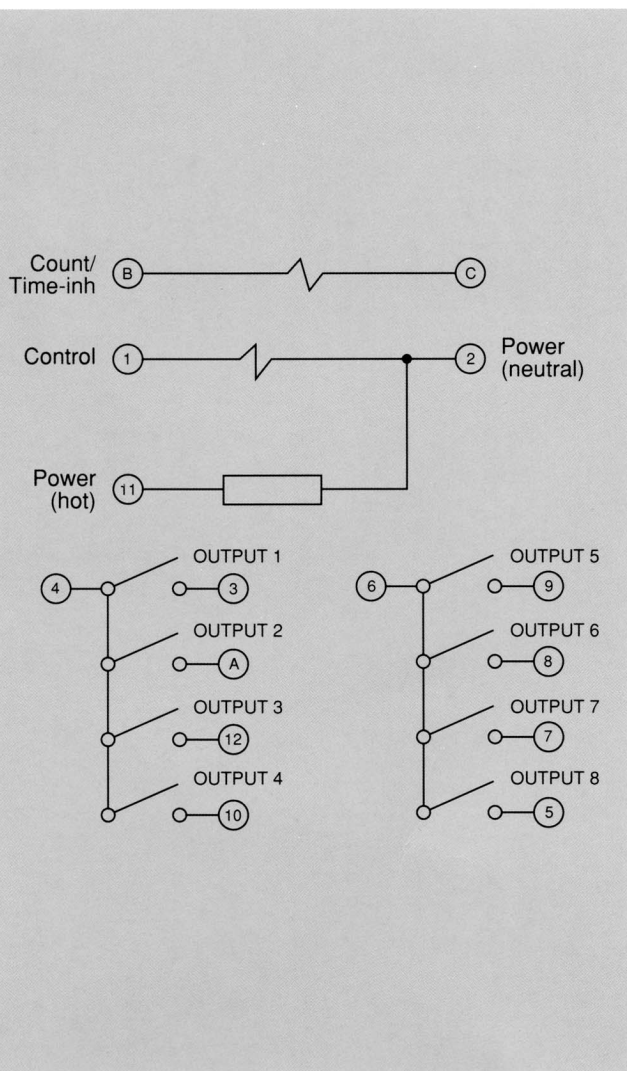 Count/
Time-inh
B
C
Control
1
2
Power
(neutral)
Power
(hot)
11
4
OUTPUT 1
3
OUTPUT 2
A
OUTPUT 3
12
OUTPUT 4
10
6
OUTPUT 5
9
OUTPUT 6
8
OUTPUT 7
7
OUTPUT 8
5